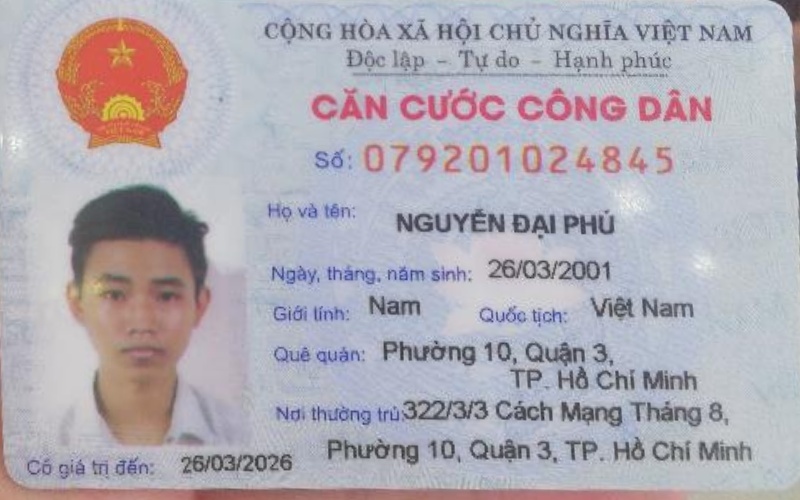 CỘNG HÒA XÃ HỘI CHỦ NGHĨA VIỆT NAM
Độc lập - Tự do - Hạnh phúc
CĂN CƯỚC CÔNG DÂN
Số: 079201024845
Họ và tên: NGUYỄN ĐẠI PHÚ
Ngày, tháng, năm sinh: 26/03/2001
Giới tính: Nam Quốc tịch: Việt Nam
Quê quán: Phường 10, Quận 3,
TP. Hồ Chí Minh
Nơi thường trú: 322/3/3 Cách Mạng Tháng 8,
Phường 10, Quận 3, TP. Hồ Chí Minh
Có giá trị đến: 26/03/2026